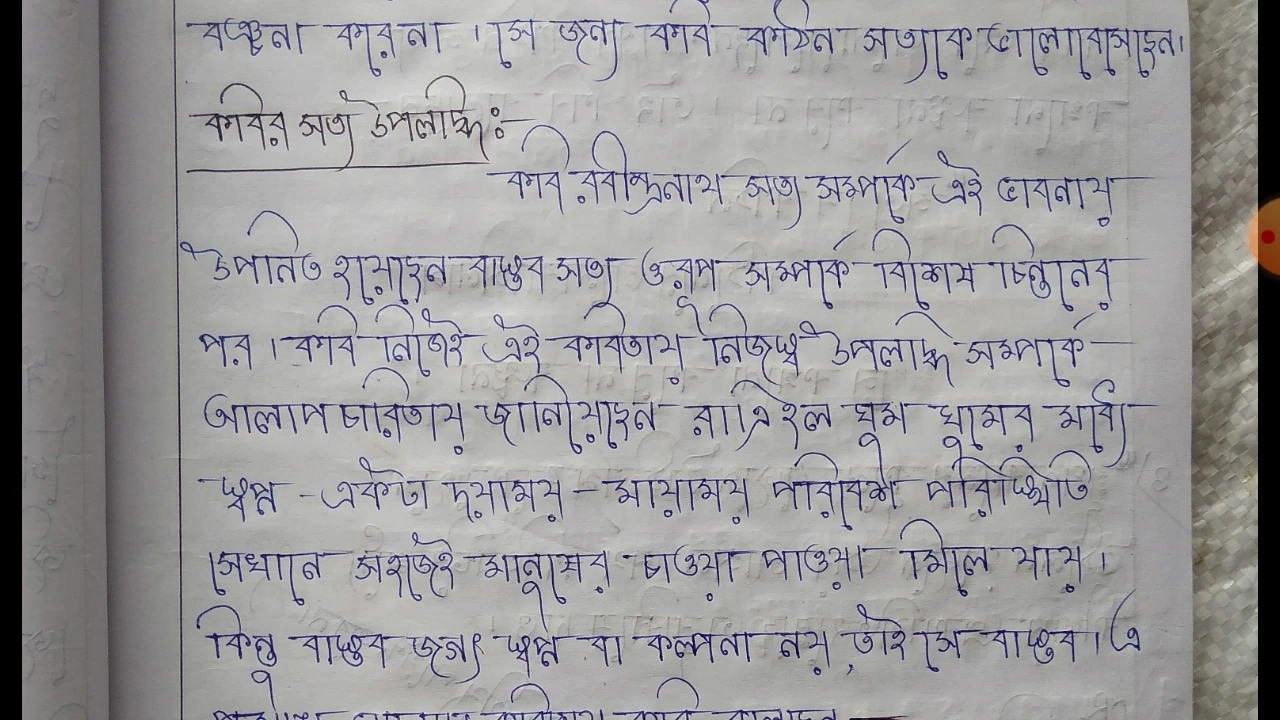 বঞ্চনা করেনা । সে জন্য কবি কঠিন সত্যকে ভালোবেসেছেন।
কবির সত্য উপলব্ধি ঃ-
কবি রবীন্দ্রনাথ সত্য সম্পর্কে এই ভাবনায়
উপনিত হয়েছেন বাস্তব সত্য ও রূপ সম্পর্কে বিশেষ চিন্তনের
পর । কবি নিজেই এই কবিতায় নিজস্ব উপলব্ধি সম্পর্কে
আলাপচারিতায় জানিয়েছেন রাত্রি হল ঘুম ঘুমের মধ্যে
স্বপ্ন - একটা দয়াময় - মায়াময় পরিবেশ পরিস্থিতি
সেখানে সহজেই মানুষের চাওয়া পাওয়া মিলে যায় ।
কিন্তু বাস্তব জগৎ স্বপ্ন বা কল্পনা নয় , তাই সে বাস্তব । এ